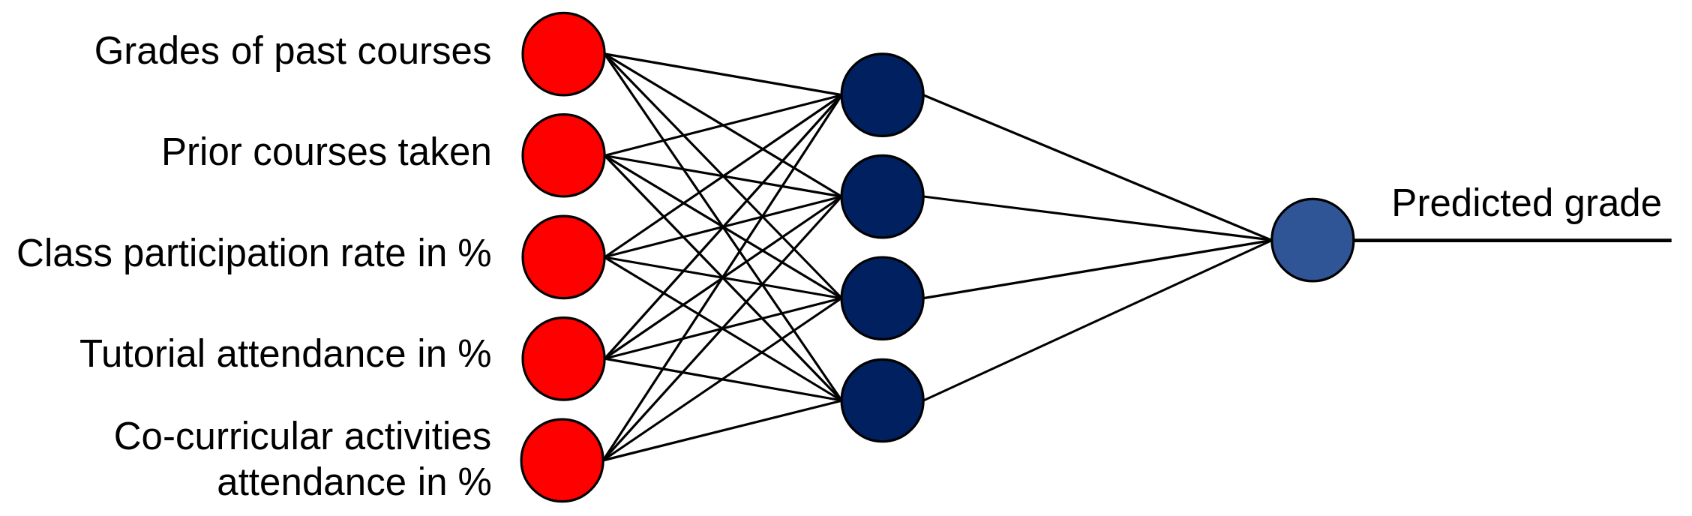 Grades of past courses
Prior courses taken
Class participation rate in %
Tutorial attendance in %
Co-curricular activities
attendance in %
Predicted grade